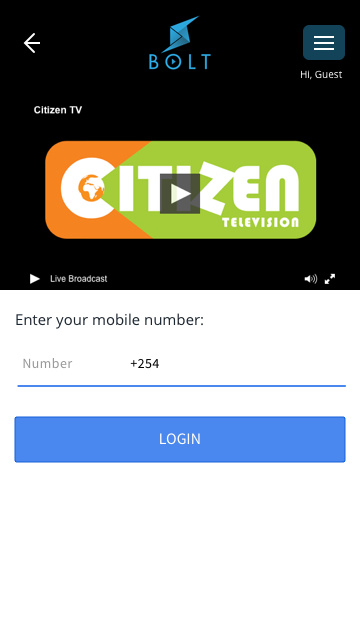 BOLT
Hi, Guest
Citizen TV
CITIZEN
TELEVISION
Live Broadcast
Enter your mobile number:
Number +254
LOGIN